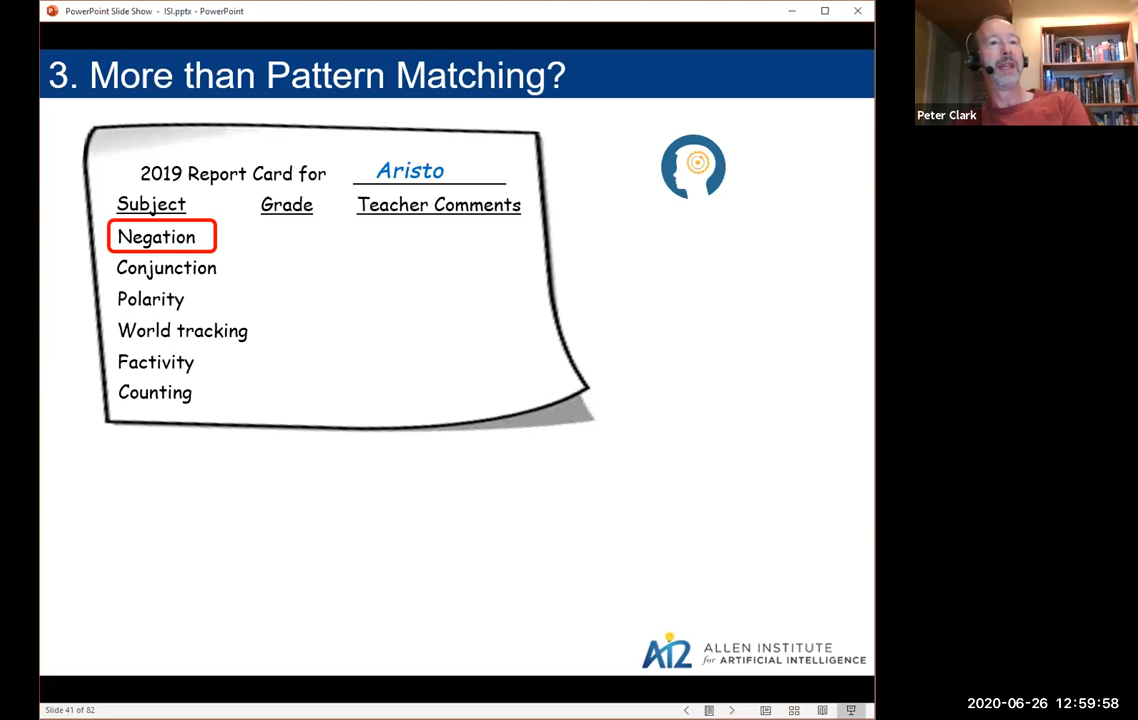 PowerPoint Slide Show - ISI.pptx - PowerPoint
3. More than Pattern Matching?
2019 Report Card for Aristo
Subject Grade Teacher Comments
Negation
Conjunction
Polarity
World tracking
Factivity
Counting
AI2 ALLEN INSTITUTE
for ARTIFICIAL INTELLIGENCE
Slide 41 of 82
Peter Clark
2020-06-26 12:59:58